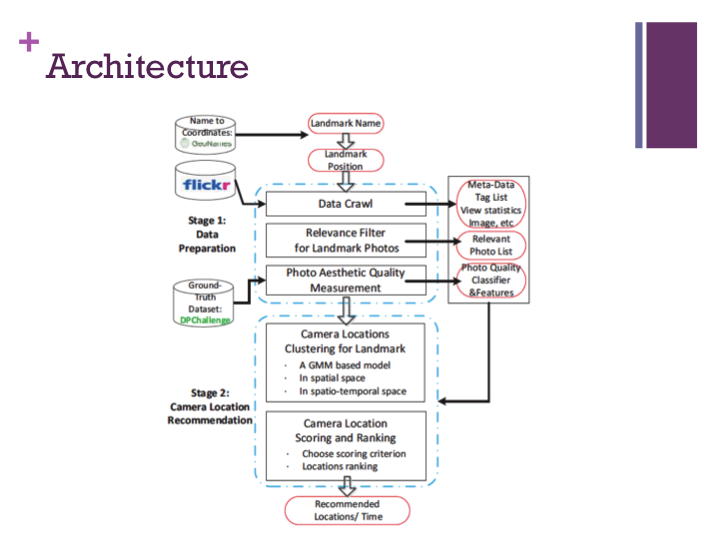 +
Architecture
Name to
Coordinates:
GeoNames
Landmark Name
Landmark
Position
flickr
Stage 1:
Data
Preparation
Data Crawl
Relevance Filter
for Landmark Photos
Photo Aesthetic Quality
Measurement
Meta-Data
Tag List
View statistics
Image, etc
Relevant
Photo List
Photo Quality
Classifier
&Features
Ground-
Truth
Dataset:
DPChallenge
Stage 2:
Camera Location
Recommendation
Camera Locations
Clustering for Landmark
· A GMM based model
· In spatial space
· In spatio-temporal space
Camera Location
Scoring and Ranking
· Choose scoring criterion
· Locations ranking
Recommended
Locations/ Time